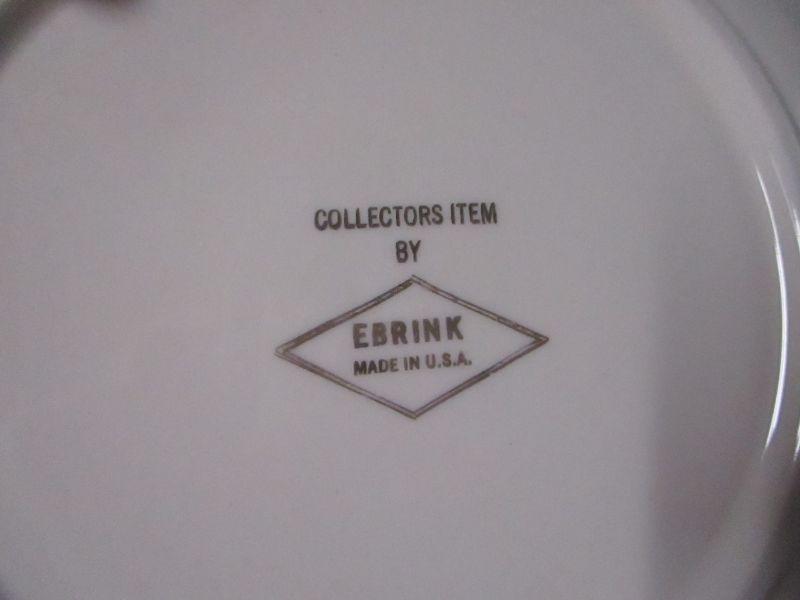 COLLECTORS ITEM
BY
EBRINK
MADE IN U.S.A.